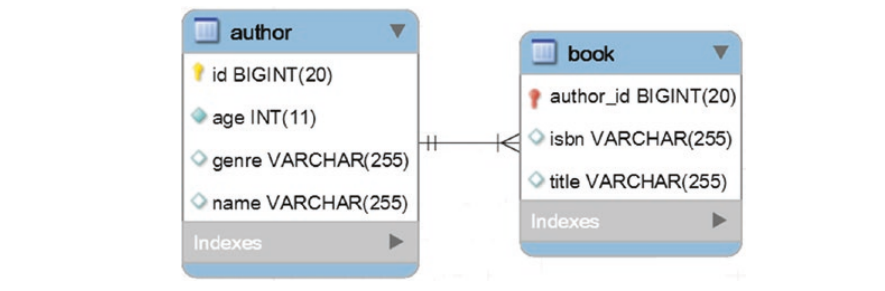 author
id BIGINT(20)
age INT(11)
genre VARCHAR(255)
name VARCHAR(255)
Indexes
book
author_id BIGINT(20)
isbn VARCHAR(255)
title VARCHAR(255)
Indexes